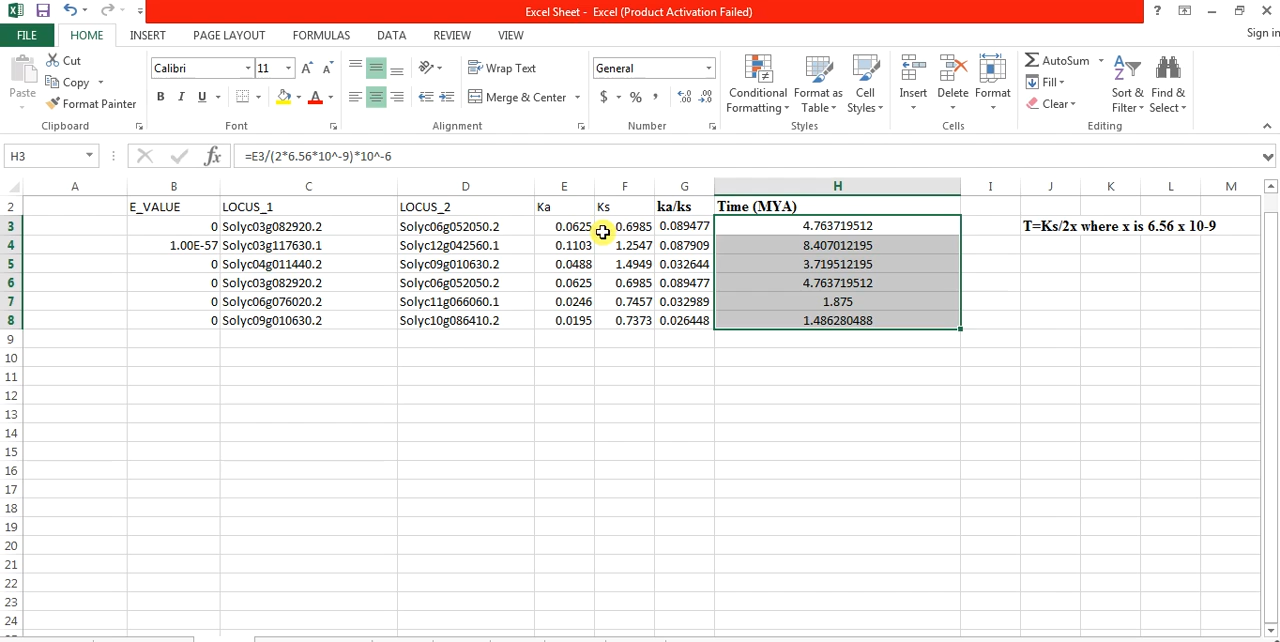 Excel Sheet - Excel (Product Activation Failed)
?
FILE HOME INSERT PAGE LAYOUT FORMULAS DATA REVIEW VIEW Sign in
Paste Cut Copy Format Painter
Calibri 11 A A
B I U A
Wrap Text
Merge & Center
General
$ % ,
Conditional Formatting Format as Table Cell Styles
Insert Delete Format
AutoSum Fill Clear
Sort & Filter Find & Select
Clipboard Font Alignment Number Styles Cells Editing
H3 fx =E3/(2*6.56*10^-9)*10^-6
A B C D E F G H I J K L M
2 E_VALUE LOCUS_1 LOCUS_2 Ka Ks ka/ks Time (MYA)
3 0 Solyc03g082920.2 Solyc06g052050.2 0.0625 0.6985 0.089477 4.763719512 T=Ks/2x where x is 6.56 x 10-9
4 1.00E-57 Solyc03g117630.1 Solyc12g042560.1 0.1103 1.2547 0.087909 8.407012195
5 0 Solyc04g011440.2 Solyc09g010630.2 0.0488 1.4949 0.032644 3.719512195
6 0 Solyc03g082920.2 Solyc06g052050.2 0.0625 0.6985 0.089477 4.763719512
7 0 Solyc06g076020.2 Solyc11g066060.1 0.0246 0.7457 0.032989 1.875
8 0 Solyc09g010630.2 Solyc10g086410.2 0.0195 0.7373 0.026448 1.486280488
9
10
11
12
13
14
15
16
17
18
19
20
21
22
23
24